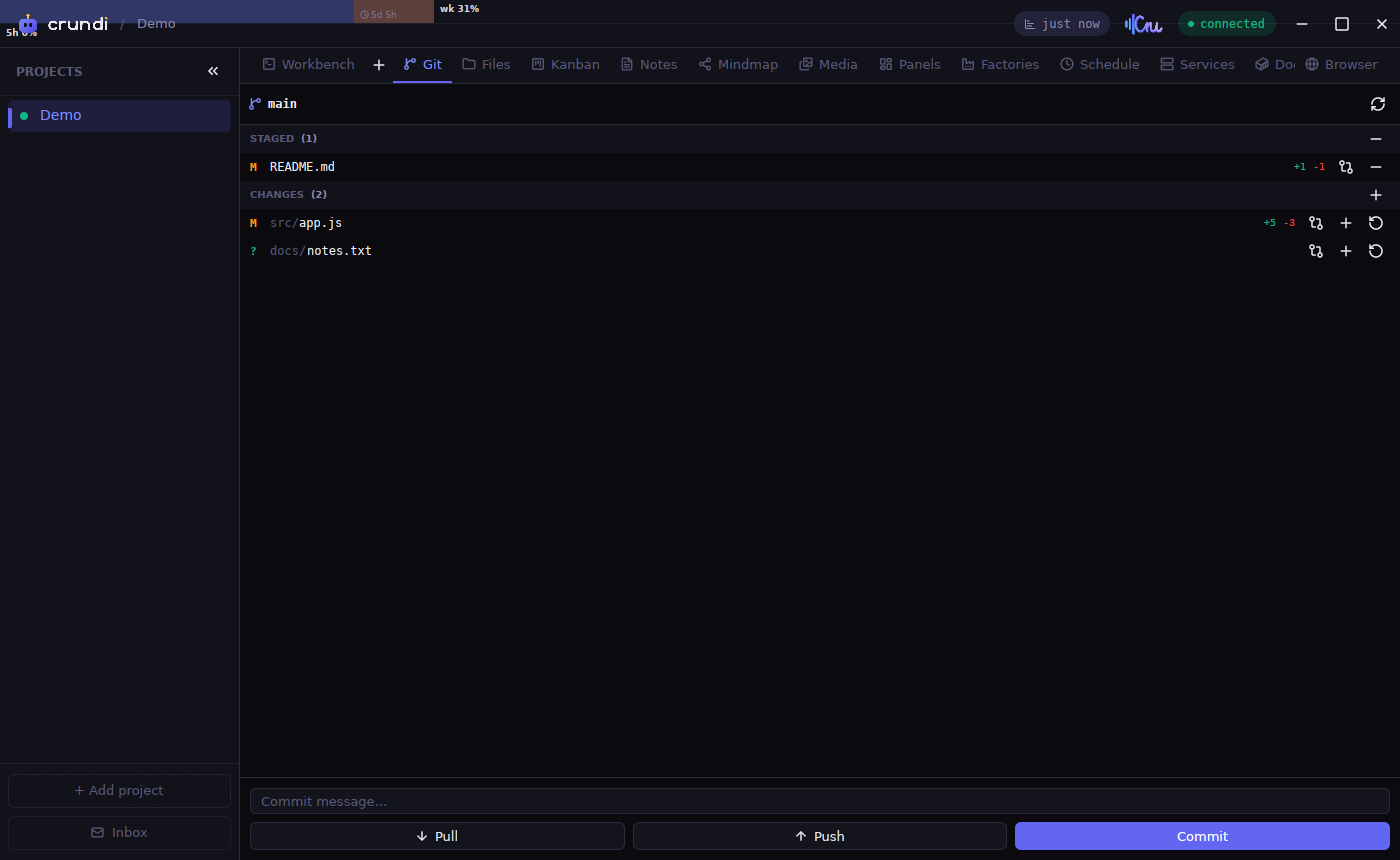 5d 5h
wk 31%
5h 6%
crundi / Demo
just now
Cru
connected
PROJECTS
Workbench
Git
Files
Kanban
Notes
Mindmap
Media
Panels
Factories
Schedule
Services
Doc
Browser
Demo
main
STAGED (1)
M README.md +1 -1
CHANGES (2)
M src/app.js +5 -3
? docs/notes.txt
+ Add project
Inbox
Commit message...
Pull
Push
Commit